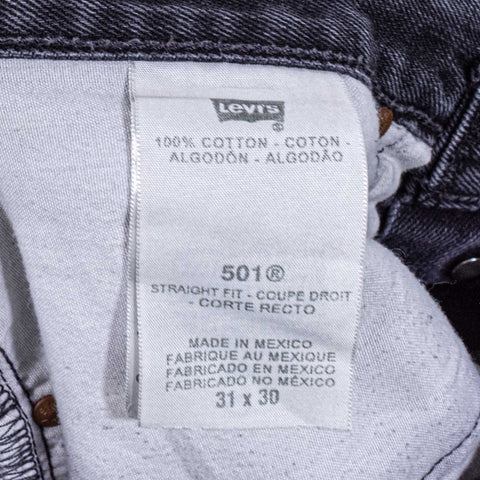 Levi's
®
100% COTTON - COTON -
ALGODÓN - ALGODÃO
501®
STRAIGHT FIT - COUPE DROIT
- CORTE RECTO
MADE IN MEXICO
FABRIQUE AU MEXIQUE
FABRICADO EN MEXICO
FABRICADO NO MÉXICO
31 x 30